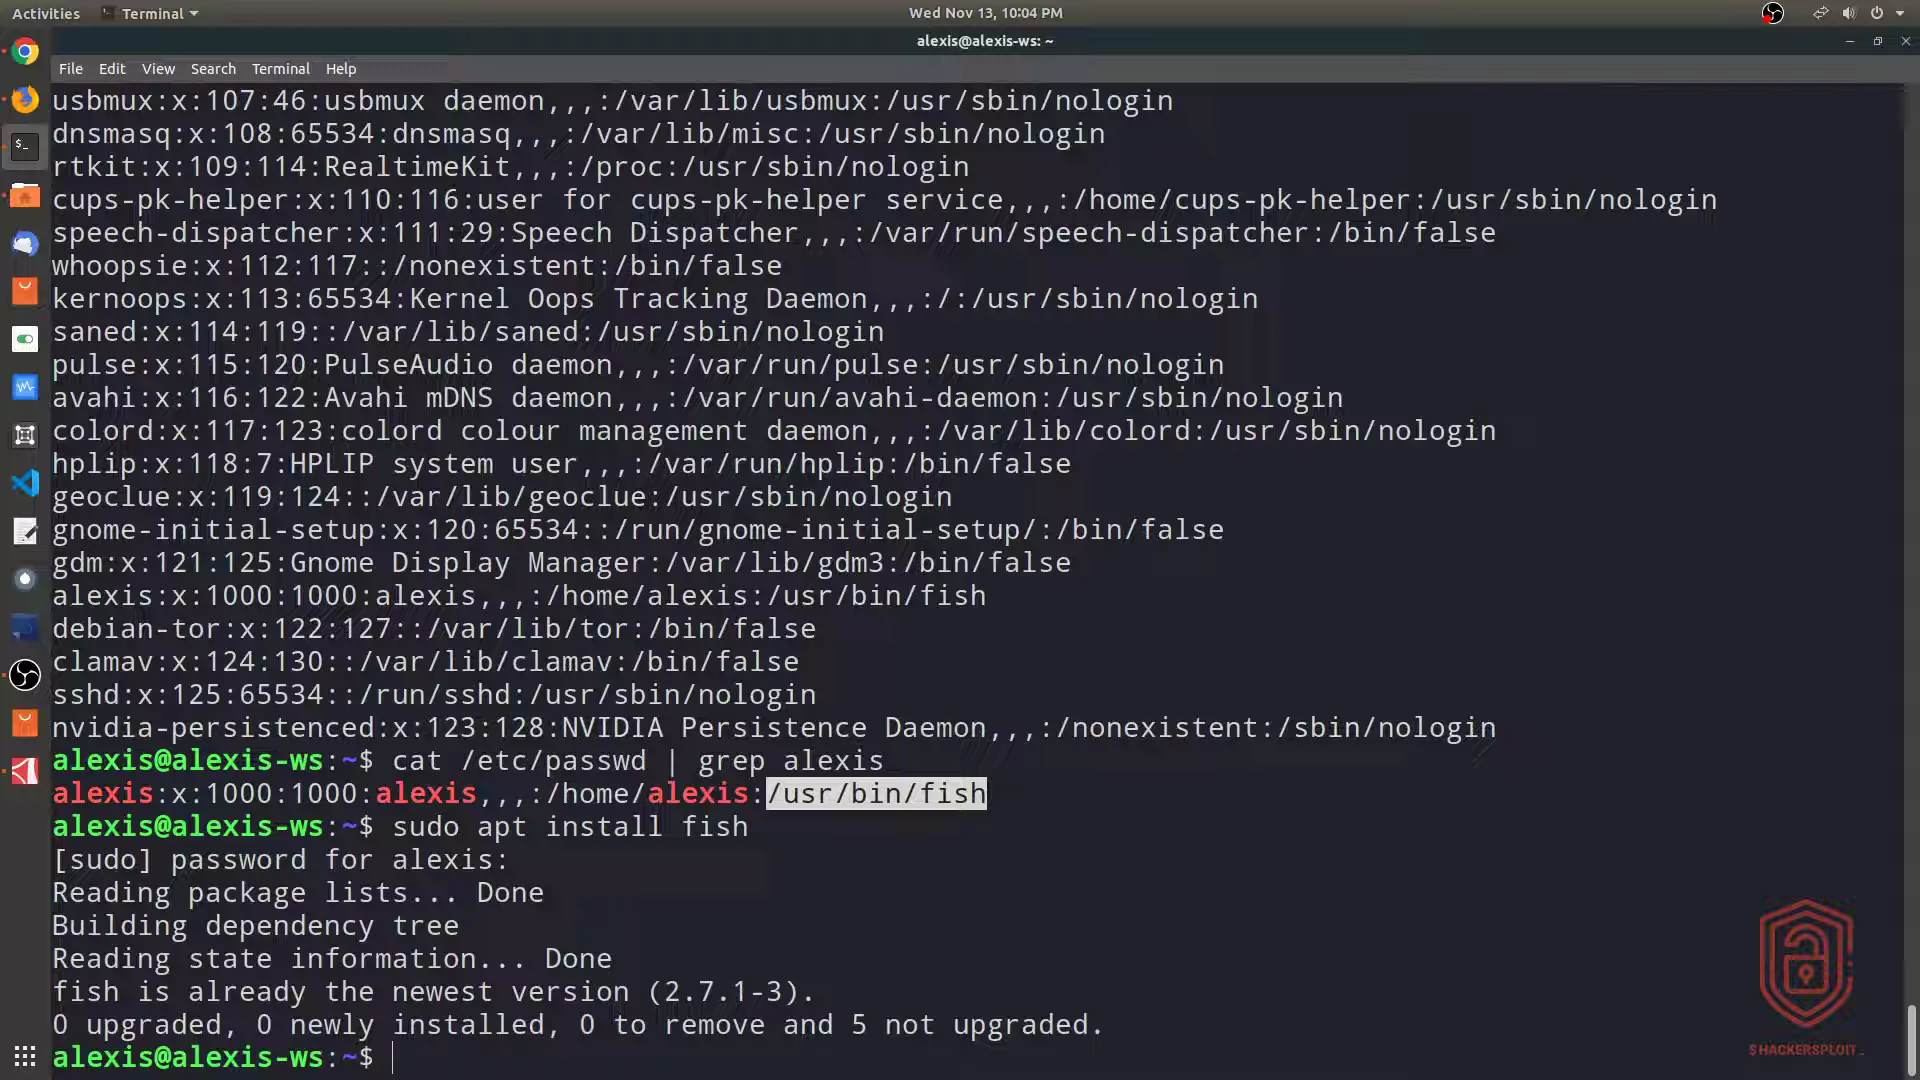 Activities
Terminal
Wed Nov 13, 10:04 PM
alexis@alexis-ws: ~
File Edit View Search Terminal Help
usbmux:x:107:46:usbmux daemon,,,:/var/lib/usbmux:/usr/sbin/nologin
dnsmasq:x:108:65534:dnsmasq,,,:/var/lib/misc:/usr/sbin/nologin
rtkit:x:109:114:RealtimeKit,,,:/proc:/usr/sbin/nologin
cups-pk-helper:x:110:116:user for cups-pk-helper service,,,:/home/cups-pk-helper:/usr/sbin/nologin
speech-dispatcher:x:111:29:Speech Dispatcher,,,:/var/run/speech-dispatcher:/bin/false
whoopsie:x:112:117::/nonexistent:/bin/false
kernoops:x:113:65534:Kernel Oops Tracking Daemon,,,:/:/usr/sbin/nologin
saned:x:114:119::/var/lib/saned:/usr/sbin/nologin
pulse:x:115:120:PulseAudio daemon,,,:/var/run/pulse:/usr/sbin/nologin
avahi:x:116:122:Avahi mDNS daemon,,,:/var/run/avahi-daemon:/usr/sbin/nologin
colord:x:117:123:colord colour management daemon,,,:/var/lib/colord:/usr/sbin/nologin
hplip:x:118:7:HPLIP system user,,,:/var/run/hplip:/bin/false
geoclue:x:119:124::/var/lib/geoclue:/usr/sbin/nologin
gnome-initial-setup:x:120:65534::/run/gnome-initial-setup/:/bin/false
gdm:x:121:125:Gnome Display Manager:/var/lib/gdm3:/bin/false
alexis:x:1000:1000:alexis,,,:/home/alexis:/usr/bin/fish
debian-tor:x:122:127::/var/lib/tor:/bin/false
clamav:x:124:130::/var/lib/clamav:/bin/false
sshd:x:125:65534::/run/sshd:/usr/sbin/nologin
nvidia-persistenced:x:123:128:NVIDIA Persistence Daemon,,,:/nonexistent:/sbin/nologin
alexis@alexis-ws:~$ cat /etc/passwd | grep alexis
alexis:x:1000:1000:alexis,,,:/home/alexis:/usr/bin/fish
alexis@alexis-ws:~$ sudo apt install fish
[sudo] password for alexis:
Reading package lists... Done
Building dependency tree
Reading state information... Done
fish is already the newest version (2.7.1-3).
0 upgraded, 0 newly installed, 0 to remove and 5 not upgraded.
alexis@alexis-ws:~$
$HACKERSPLOIT_